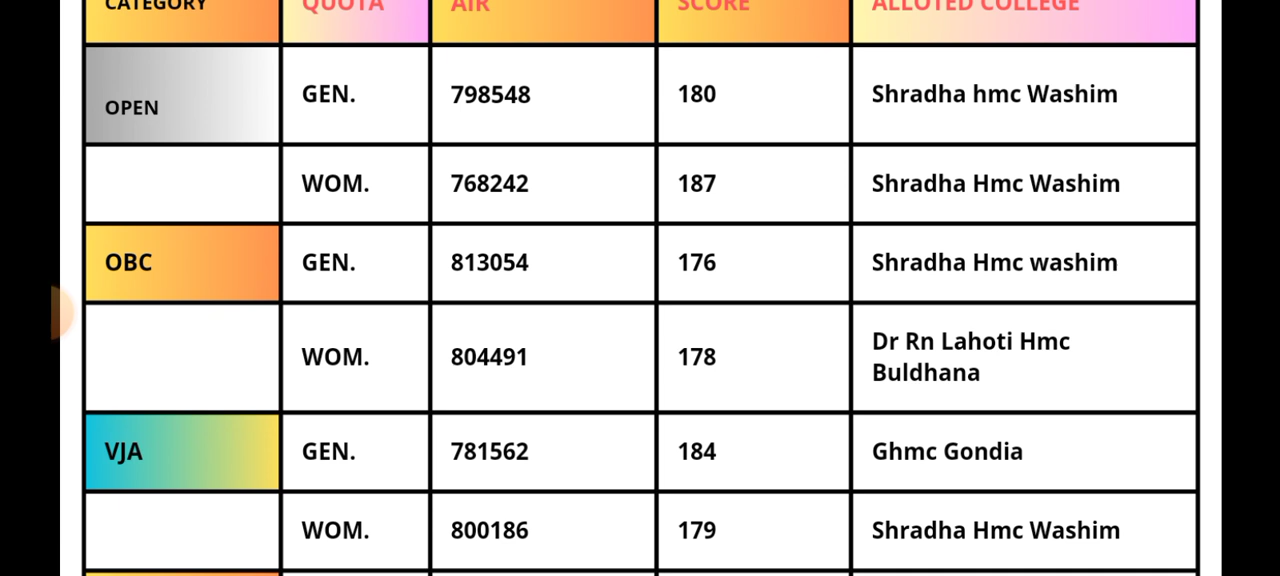 CATEGORY QUOTA AIR SCORE ALLOTED COLLEGE
OPEN GEN. 798548 180 Shradha hmc Washim
WOM. 768242 187 Shradha Hmc Washim
OBC GEN. 813054 176 Shradha Hmc washim
WOM. 804491 178 Dr Rn Lahoti Hmc
Buldhana
VJA GEN. 781562 184 Ghmc Gondia
WOM. 800186 179 Shradha Hmc Washim